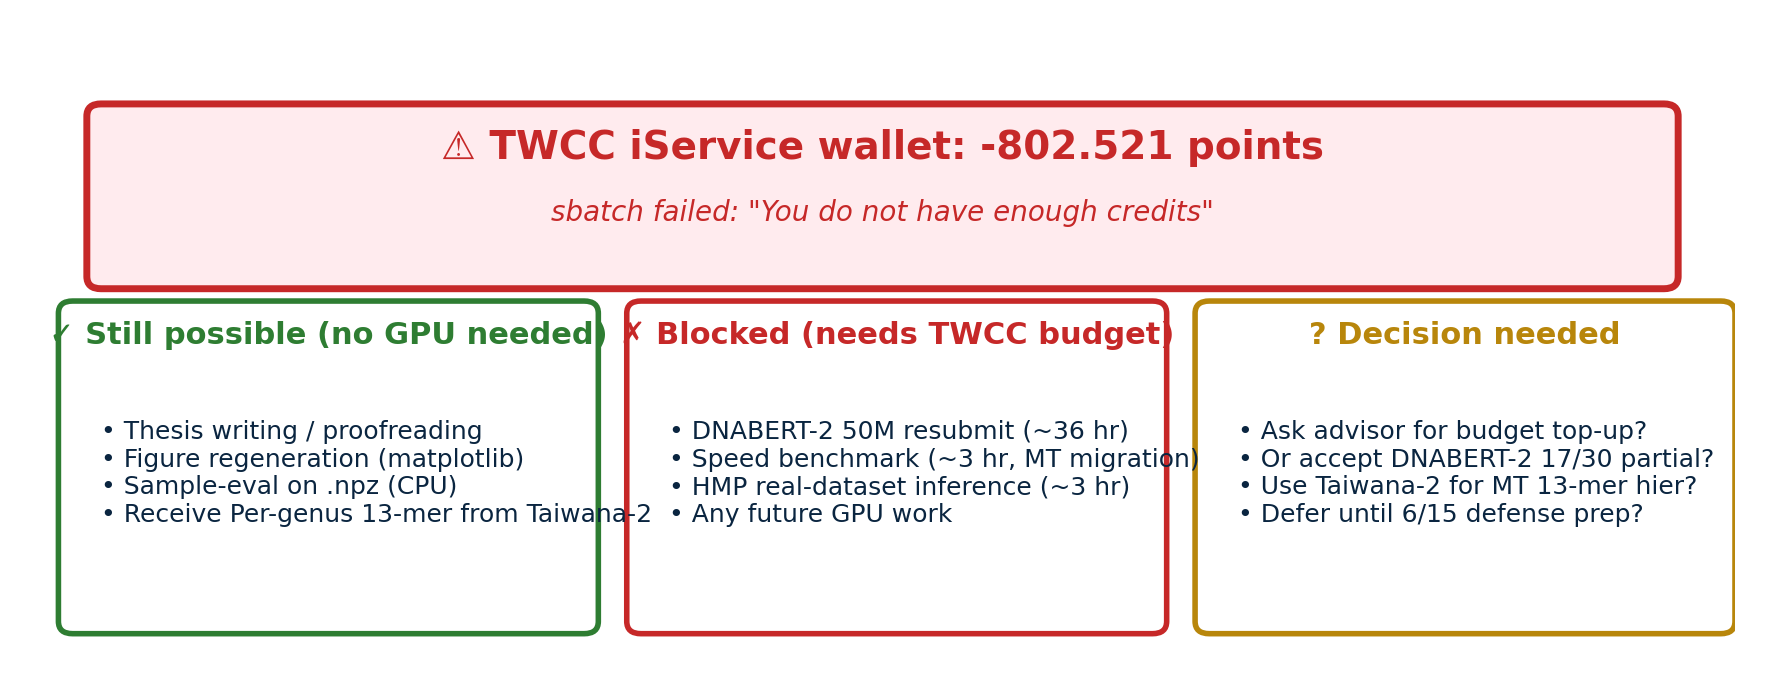 ⚠ TWCC iService wallet: -802.521 points
sbatch failed: "You do not have enough credits"
✓ Still possible (no GPU needed)
• Thesis writing / proofreading
• Figure regeneration (matplotlib)
• Sample-eval on .npz (CPU)
• Receive Per-genus 13-mer from Taiwana-2
✗ Blocked (needs TWCC budget)
• DNABERT-2 50M resubmit (~36 hr)
• Speed benchmark (~3 hr, MT migration)
• HMP real-dataset inference (~3 hr)
• Any future GPU work
? Decision needed
• Ask advisor for budget top-up?
• Or accept DNABERT-2 17/30 partial?
• Use Taiwana-2 for MT 13-mer hier?
• Defer until 6/15 defense prep?